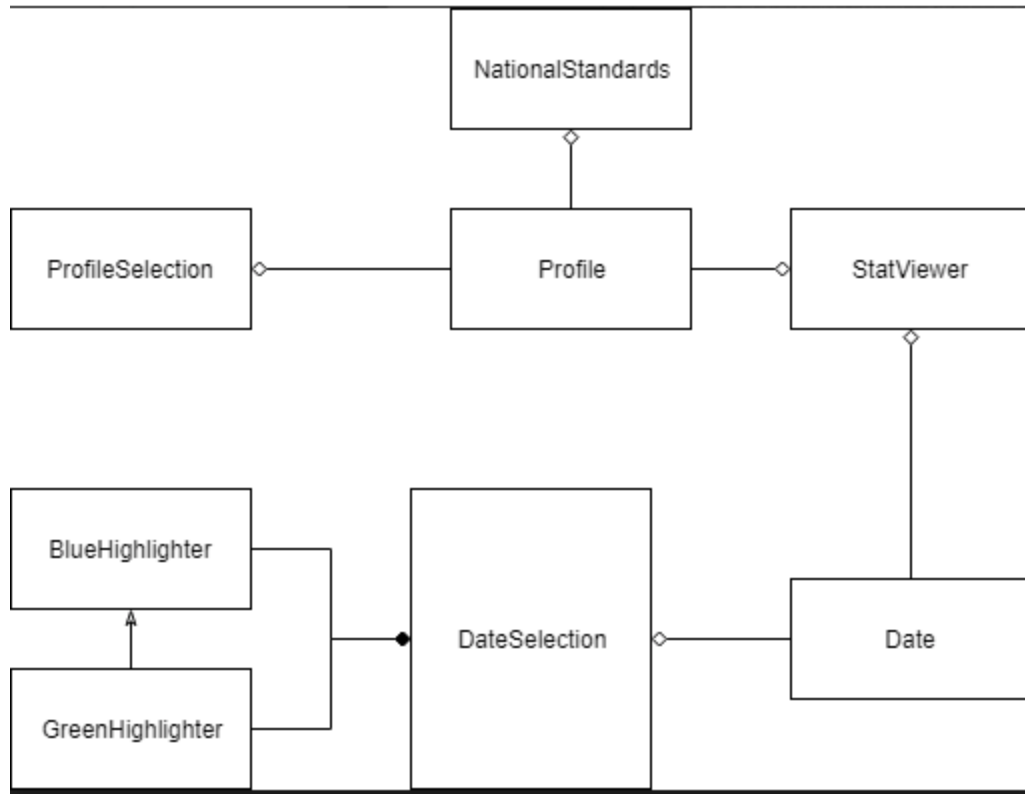 NationalStandards
ProfileSelection
Profile
StatViewer
BlueHighlighter
DateSelection
Date
GreenHighlighter